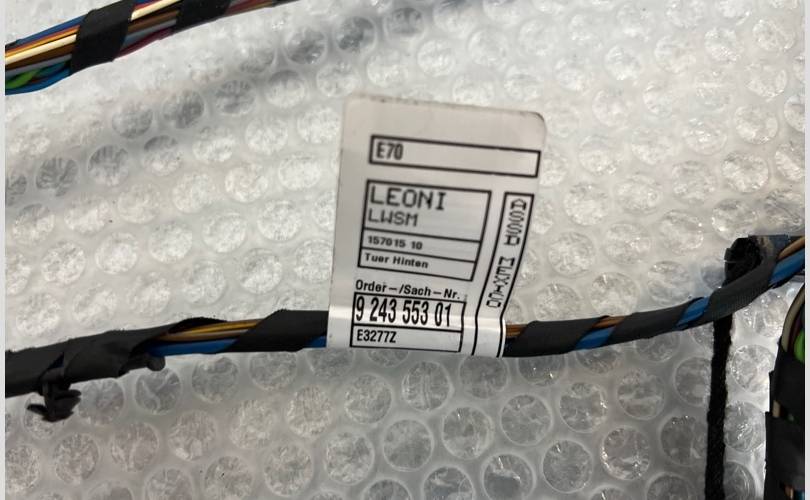 E70
LEONI
LWSM
157015 10
Tuer Hinten
Order-/Sach-Nr.
9 243 553 01
E3277Z
ASSD MEXICO